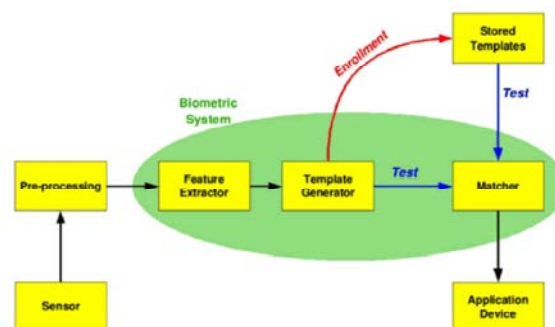 Stored
Templates
Enrollment
Test
Biometric
System
Pre-processing
Feature
Extractor
Template
Generator
Test
Matcher
Sensor
Application
Device